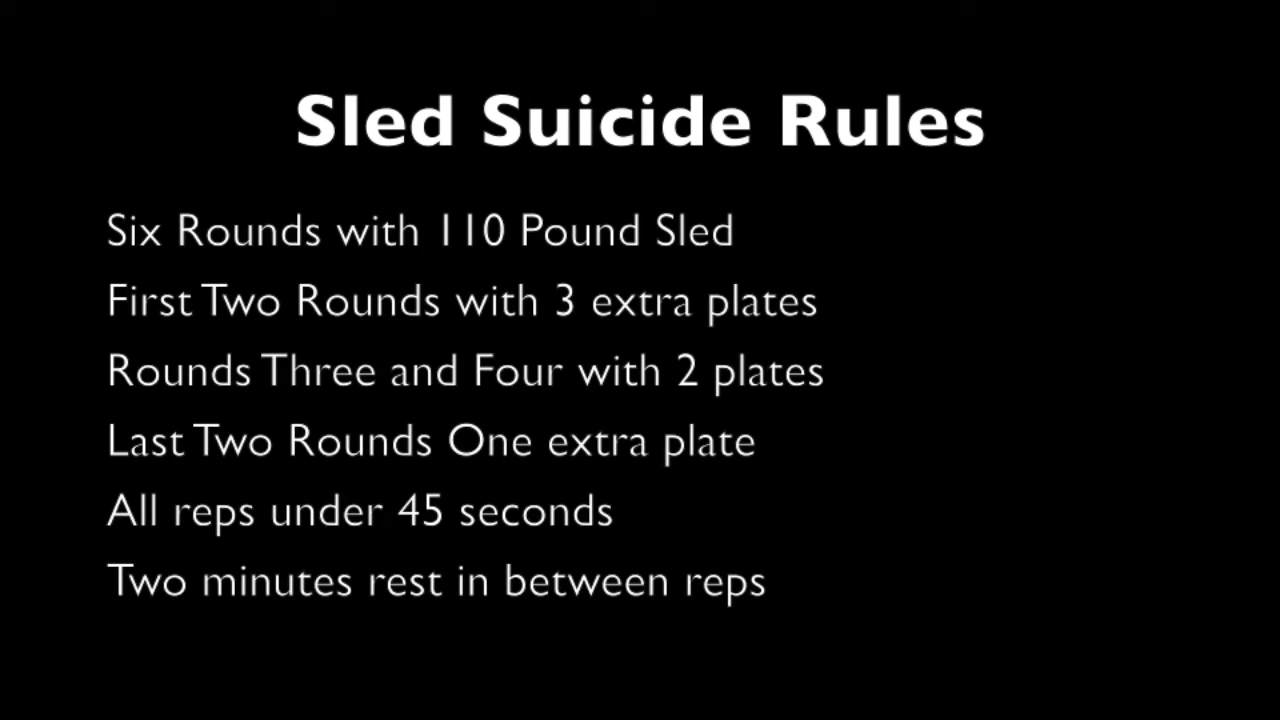 Sled Suicide Rules
Six Rounds with 110 Pound Sled
First Two Rounds with 3 extra plates
Rounds Three and Four with 2 plates
Last Two Rounds One extra plate
All reps under 45 seconds
Two minutes rest in between reps